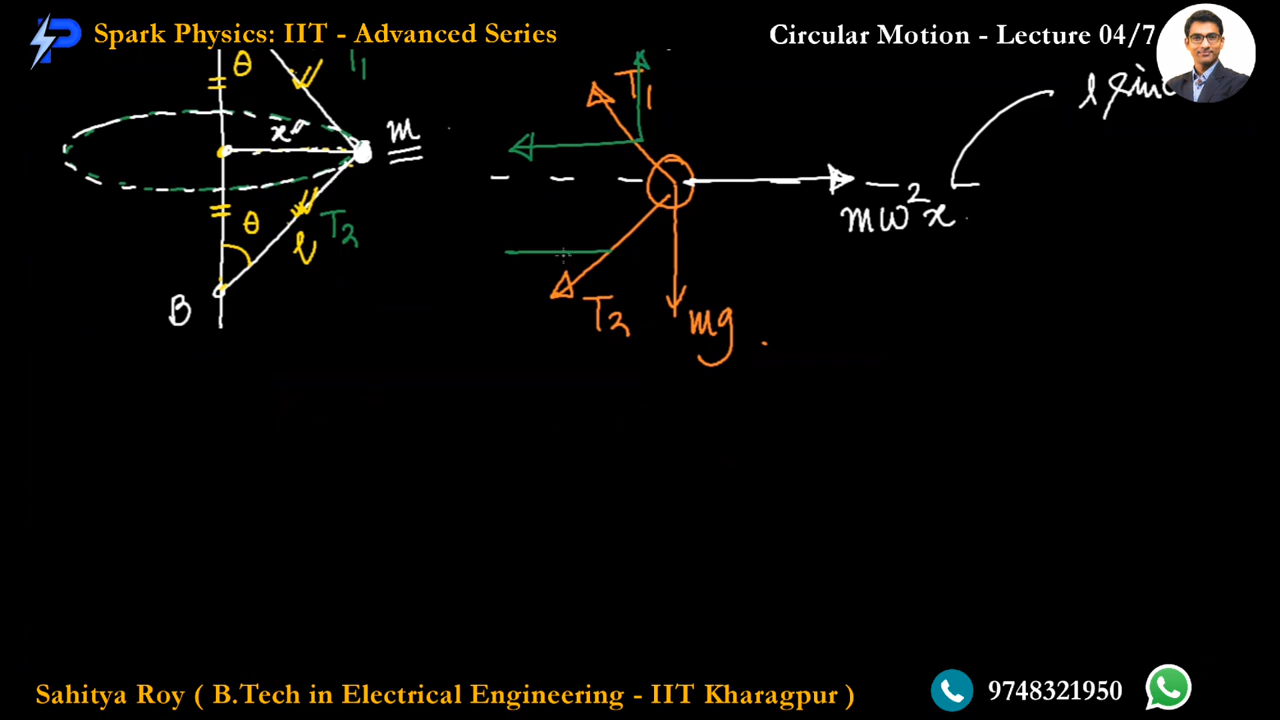 Spark Physics: IIT - Advanced Series
Circular Motion - Lecture 04/7
θ
T₁
T₁
x
m
l
mω²x
θ
T₂
l
B
T₂
mg
Sahitya Roy ( B.Tech in Electrical Engineering - IIT Kharagpur )
9748321950